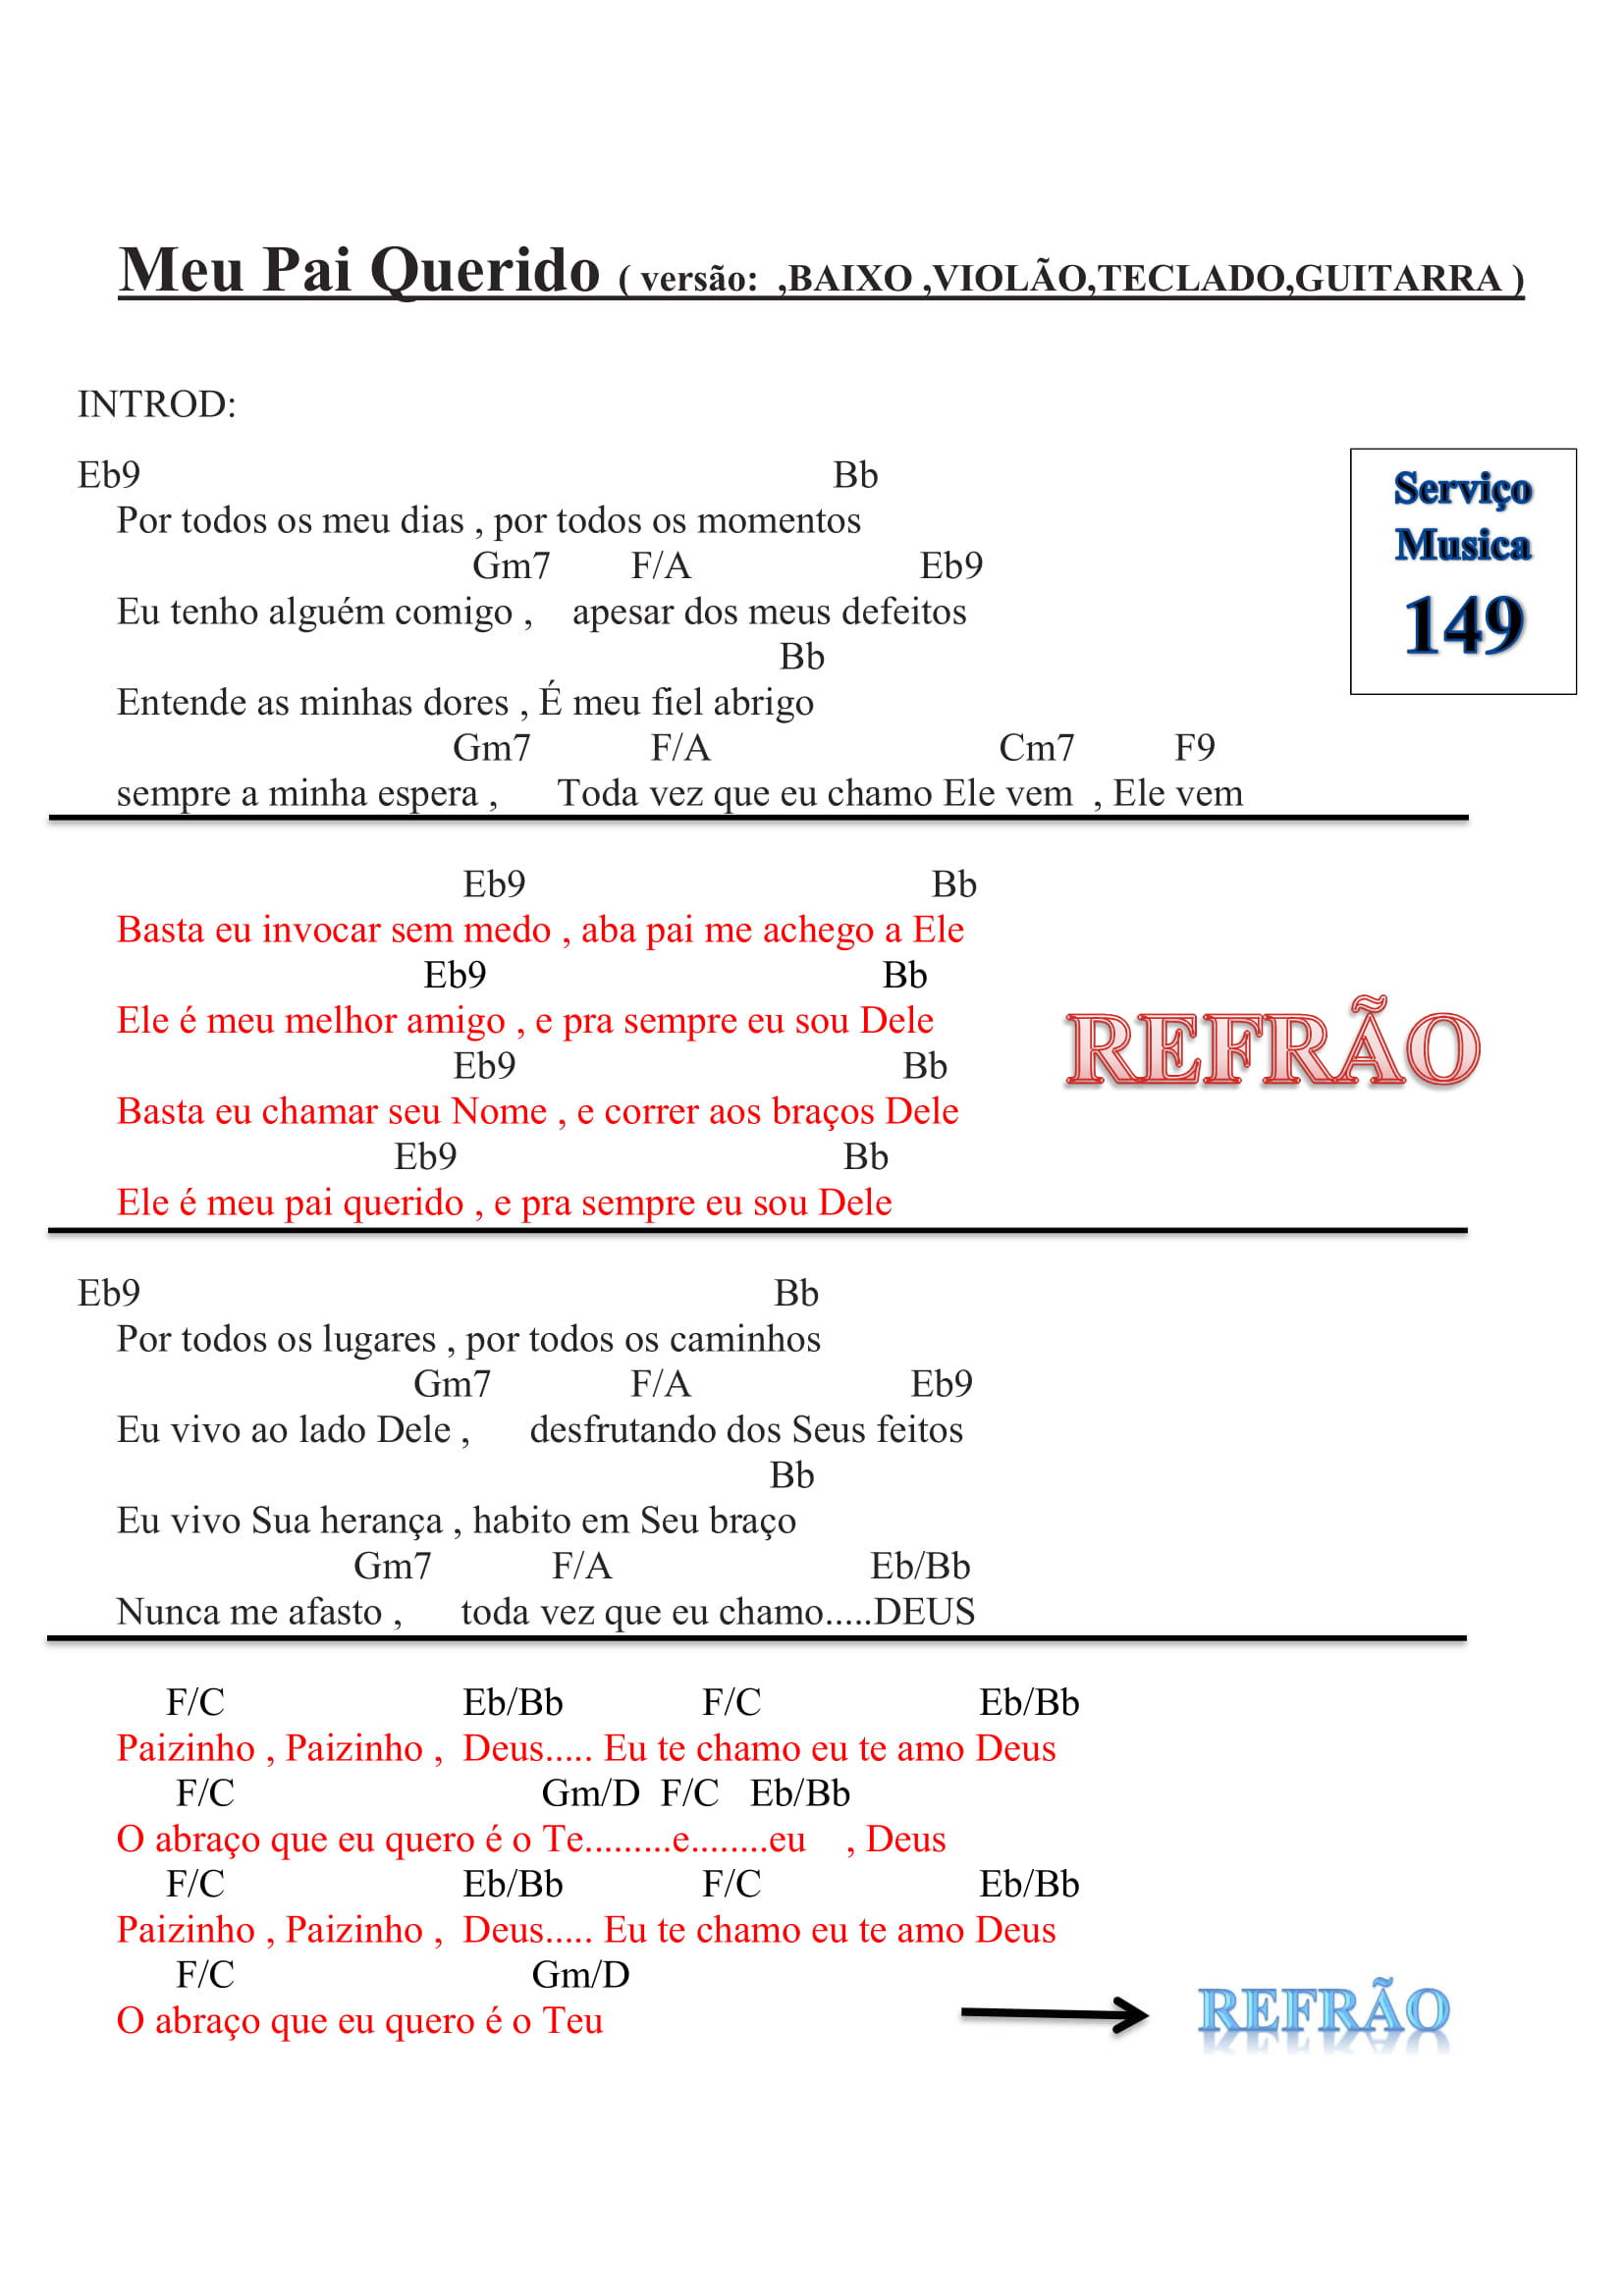 Meu Pai Querido ( versão:  ,BAIXO ,VIOLÃO,TECLADO,GUITARRA )
INTROD:
Eb9 Bb
Por todos os meu dias , por todos os momentos
Gm7 F/A Eb9
Eu tenho alguém comigo , apesar dos meus defeitos
Bb
Entende as minhas dores , É meu fiel abrigo
Gm7 F/A Cm7 F9
sempre a minha espera , Toda vez que eu chamo Ele vem , Ele vem
Serviço
Musica
149
Eb9 Bb
Basta eu invocar sem medo , aba pai me achego a Ele
Eb9 Bb
Ele é meu melhor amigo , e pra sempre eu sou Dele
Eb9 Bb
Basta eu chamar seu Nome , e correr aos braços Dele
Eb9 Bb
Ele é meu pai querido , e pra sempre eu sou Dele
REFRÃO
Eb9 Bb
Por todos os lugares , por todos os caminhos
Gm7 F/A Eb9
Eu vivo ao lado Dele , desfrutando dos Seus feitos
Bb
Eu vivo Sua herança , habito em Seu braço
Gm7 F/A Eb/Bb
Nunca me afasto , toda vez que eu chamo.....DEUS
F/C Eb/Bb F/C Eb/Bb
Paizinho , Paizinho , Deus..... Eu te chamo eu te amo Deus
F/C Gm/D F/C Eb/Bb
O abraço que eu quero é o Te.........e........eu , Deus
F/C Eb/Bb F/C Eb/Bb
Paizinho , Paizinho , Deus..... Eu te chamo eu te amo Deus
F/C Gm/D
O abraço que eu quero é o Teu
REFRÃO